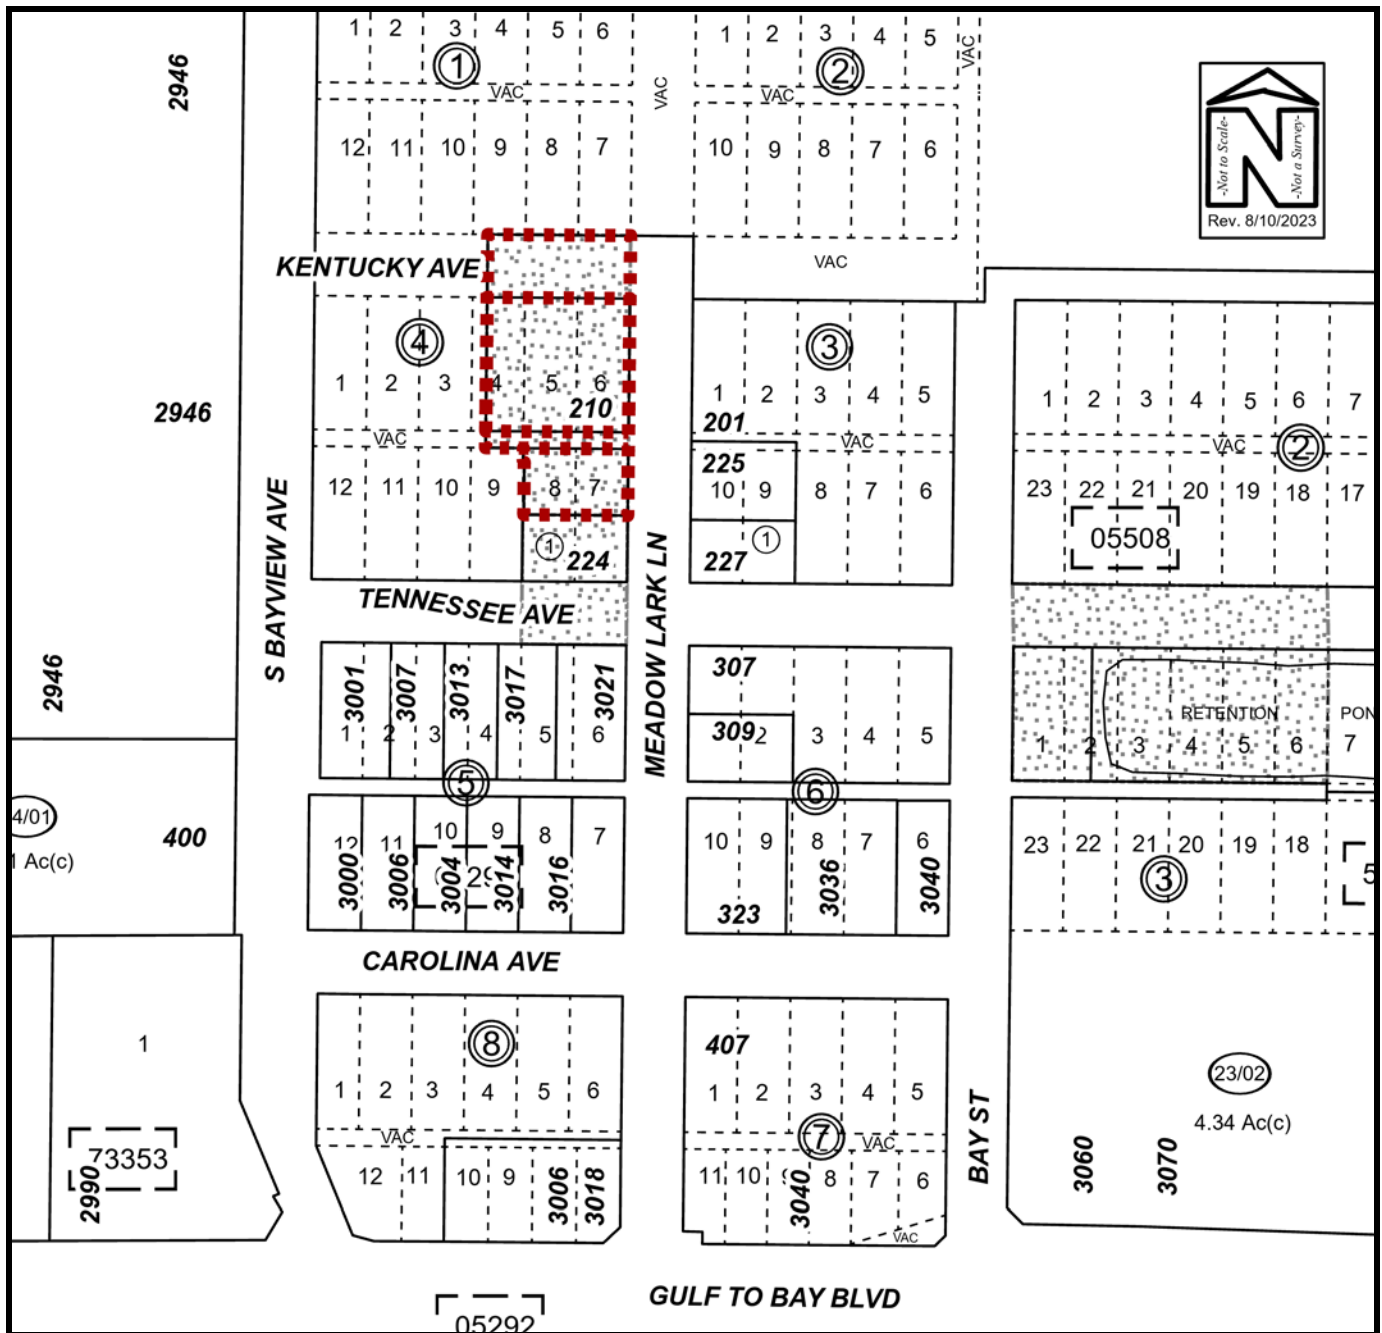 1 2 3 4 5 6
1
VAC
12 11 10 9 8 7
VAC
1 2 3 4 5
2
VAC
VAC
10 9 8 7 6
VAC
2946
-Not to Scale-
N
-Not a Survey-
Rev. 8/10/2023
KENTUCKY AVE
4
1 2 3 4 5 6
210
VAC
12 11 10 9 8 7
1
224
3
1 2 3 4 5
201
VAC
225
10 9 8 7 6
227
1
1 2 3 4 5 6 7
VAC
2
23 22 21 20 19 18 17
05508
2946
S BAYVIEW AVE
TENNESSEE AVE
MEADOW LARK LN
2946
3001 3007 3013 3017 3021
1 2 3 4 5 6
5
307
309 2 3 4 5
6
RETENTION PON
1 2 3 4 5 6 7
4/01
1 Ac(c)
400
12 11 10 9 8 7
3000 3006 3004 3014 3016
29
10 9 8 7 6
323
3036
3040
23 22 21 20 19 18
3
5
CAROLINA AVE
1
73353
2990
8
1 2 3 4 5 6
VAC
12 11 10 9
3006 3018
407
1 2 3 4 5
7
VAC
11 10 9 8 7 6
3040
VAC
BAY ST
23/02
4.34 Ac(c)
3060 3070
GULF TO BAY BLVD
05292